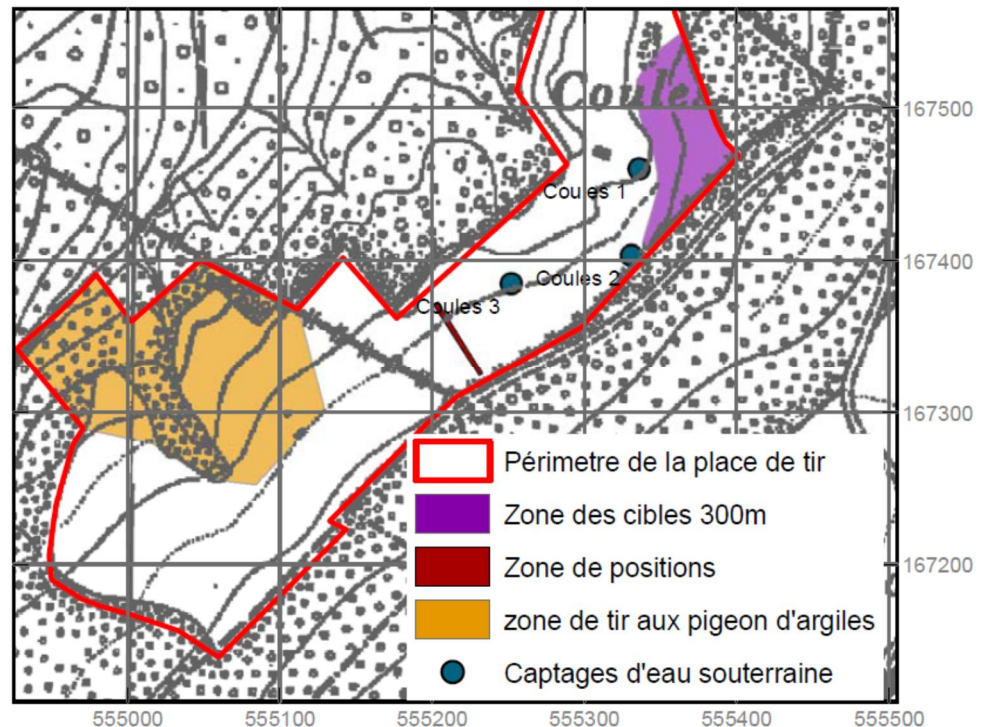 Coule
167500
Coules 1
167400
Coules 2
Coules 3
167300
Périmetre de la place de tir
Zone des cibles 300m
Zone de positions
167200
zone de tir aux pigeon d'argiles
Captages d'eau souterraine
555000 555100 555200 555300 555400 555500